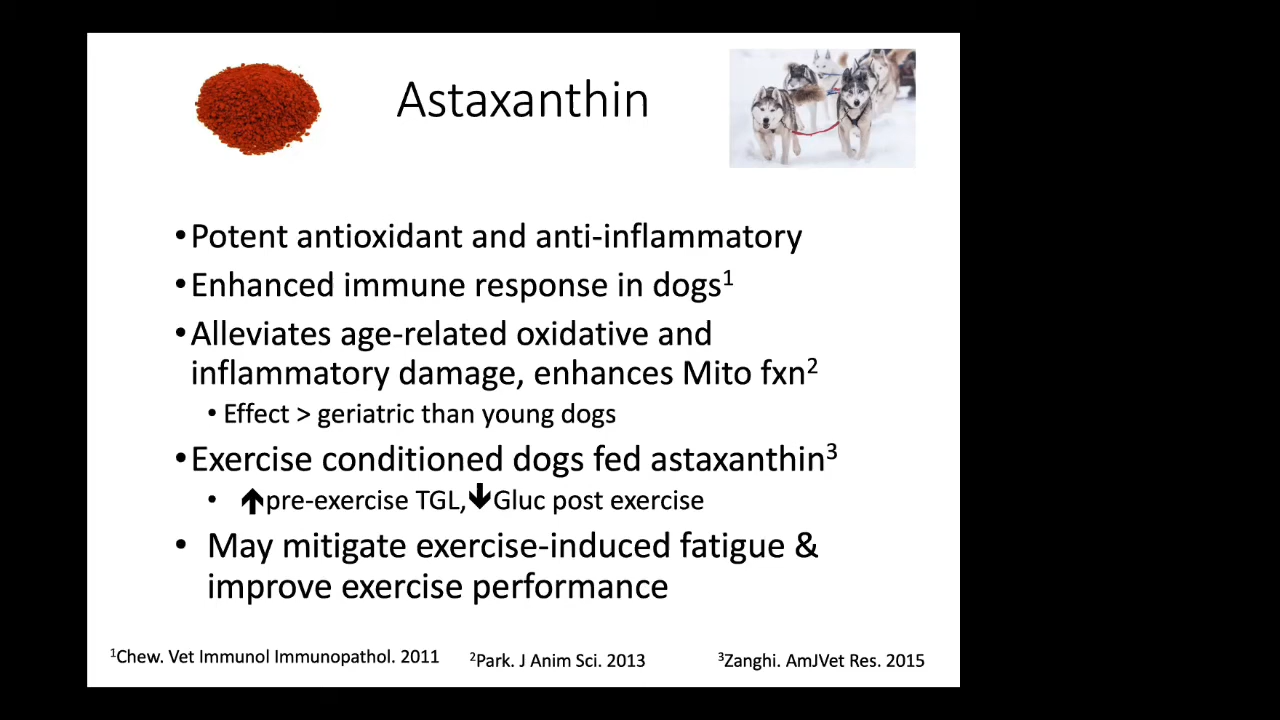 Astaxanthin
•Potent antioxidant and anti-inflammatory
•Enhanced immune response in dogs¹
•Alleviates age-related oxidative and
inflammatory damage, enhances Mito fxn²
• Effect > geriatric than young dogs
•Exercise conditioned dogs fed astaxanthin³
• 🡅pre-exercise TGL,🡇Gluc post exercise
• May mitigate exercise-induced fatigue &
improve exercise performance
¹Chew. Vet Immunol Immunopathol. 2011
²Park. J Anim Sci. 2013
³Zanghi. AmJVet Res. 2015